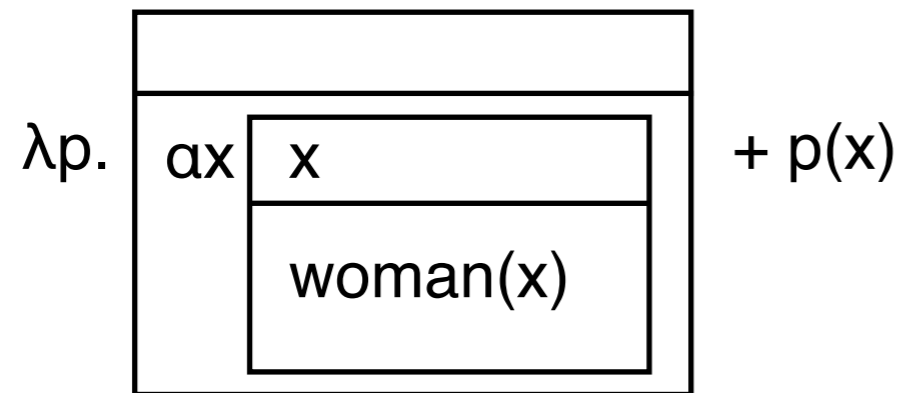 λp. αx x + p(x)
woman(x)